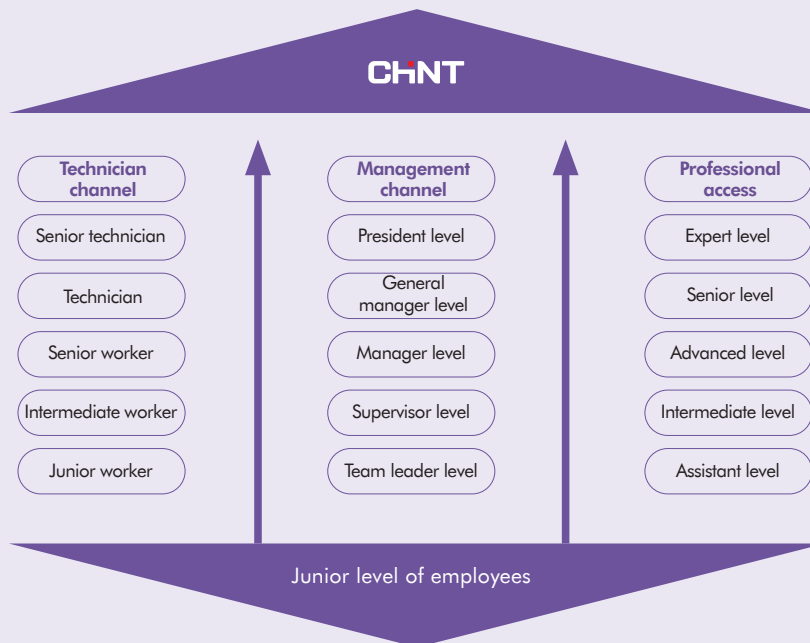 CHNT
Technician
channel
Senior technician
Technician
Senior worker
Intermediate worker
Junior worker
Management
channel
President level
General
manager level
Manager level
Supervisor level
Team leader level
Professional
access
Expert level
Senior level
Advanced level
Intermediate level
Assistant level
Junior level of employees